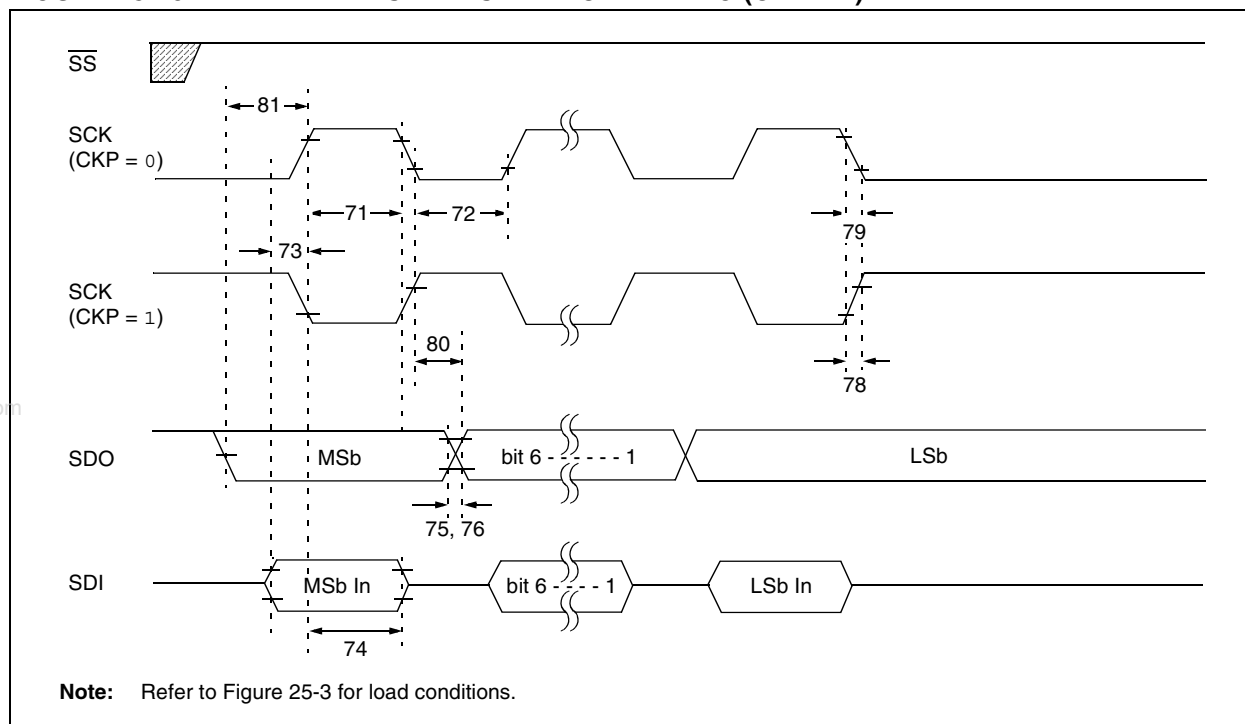 SS
81
SCK
(CKP = 0)
71
72
79
73
SCK
(CKP = 1)
80
78
om
SDO
MSb
bit 6 - - - - - - 1
LSb
75, 76
SDI
MSb In
bit 6 - - - - 1
LSb In
74
Note: Refer to Figure 25-3 for load conditions.